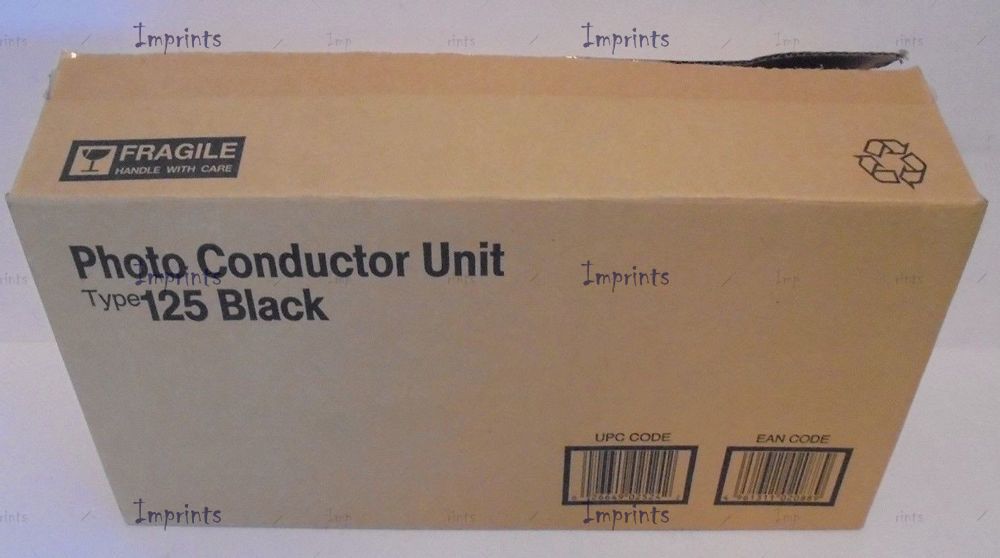 Imprints Imprints
FRAGILE
HANDLE WITH CARE
Photo Conductor Unit
Imprints Imprints
Type 125 Black
UPC CODE EAN CODE
Imprints Imprints